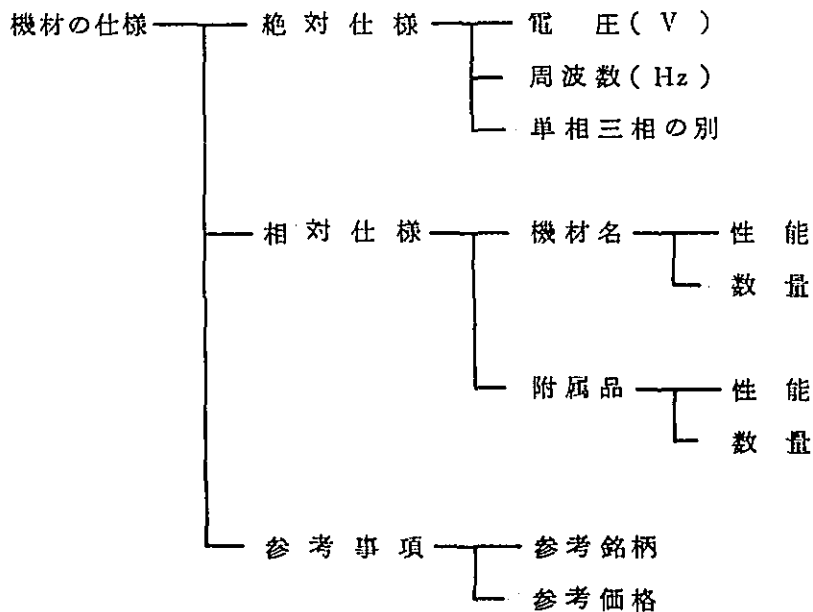 機材の仕様 絶対仕様 電圧(V)
周波数(Hz)
単相三相の別
相対仕様 機材名 性能
数量
附属品 性能
数量
参考事項 参考銘柄
参考価格